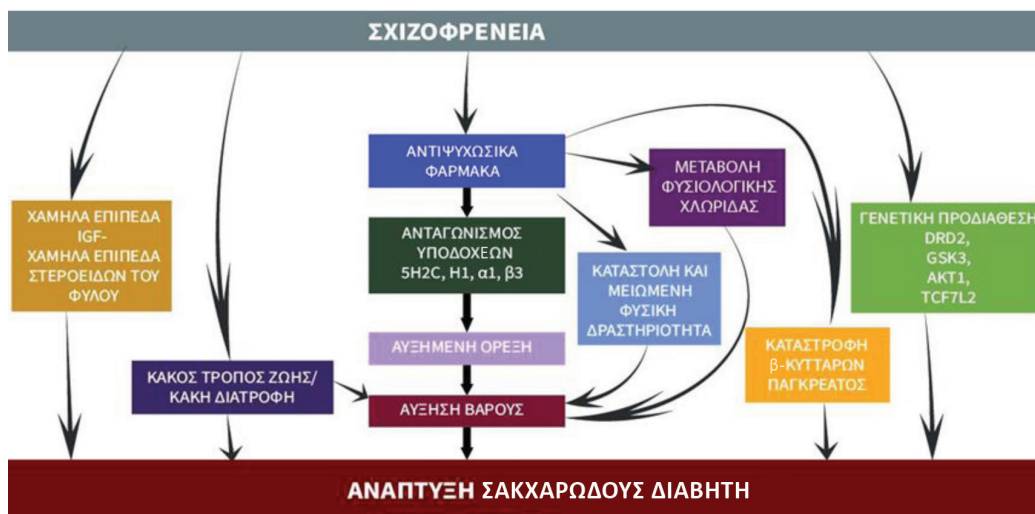 ΣΧΙΖΟΦΡΕΝΕΙΑ
ΑΝΤΙΨΥΧΩΣΙΚΑ
ΦΑΡΜΑΚΑ
ΜΕΤΑΒΟΛΗ
ΦΥΣΙΟΛΟΓΙΚΗΣ
ΧΛΩΡΙΔΑΣ
ΧΑΜΗΛΑ ΕΠΙΠΕΔΑ
IGF-
ΧΑΜΗΛΑ ΕΠΙΠΕΔΑ
ΣΤΕΡΟΕΙΔΩΝ ΤΟΥ
ΦΥΛΟΥ
ΑΝΤΑΓΩΝΙΣΜΟΣ
ΥΠΟΔΟΧΕΩΝ
5H2C, H1, α1, β3
ΓΕΝΕΤΙΚΗ ΠΡΟΔΙΑΘΕΣΗ
DRD2,
GSK3,
AKT1,
TCF7L2
ΚΑΤΑΣΤΟΛΗ ΚΑΙ
ΜΕΙΩΜΕΝΗ
ΦΥΣΙΚΗ
ΔΡΑΣΤΗΡΙΟΤΗΤΑ
ΑΥΞΗΜΕΝΗ ΟΡΕΞΗ
ΚΑΤΑΣΤΡΟΦΗ
β-ΚΥΤΤΑΡΩΝ
ΠΑΓΚΡΕΑΤΟΣ
ΚΑΚΟΣ ΤΡΟΠΟΣ ΖΩΗΣ/
ΚΑΚΗ ΔΙΑΤΡΟΦΗ
ΑΥΞΗΣΗ ΒΑΡΟΥΣ
ΑΝΑΠΤΥΞΗ ΣΑΚΧΑΡΩΔΟΥΣ ΔΙΑΒΗΤΗ